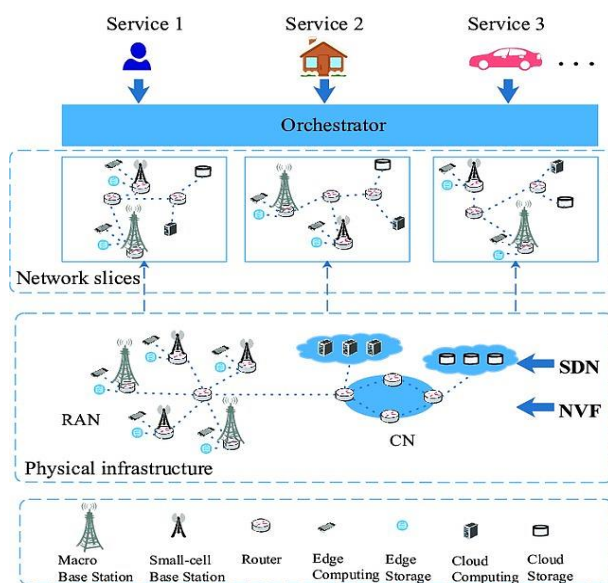 Service 1
Service 2
Service 3
. . .
Orchestrator
Network slices
SDN
RAN
NVF
CN
Physical infrastructure
Macro
Base Station
Small-cell
Base Station
Router
Edge
Computing
Edge
Storage
Cloud Computing
Cloud
Storage